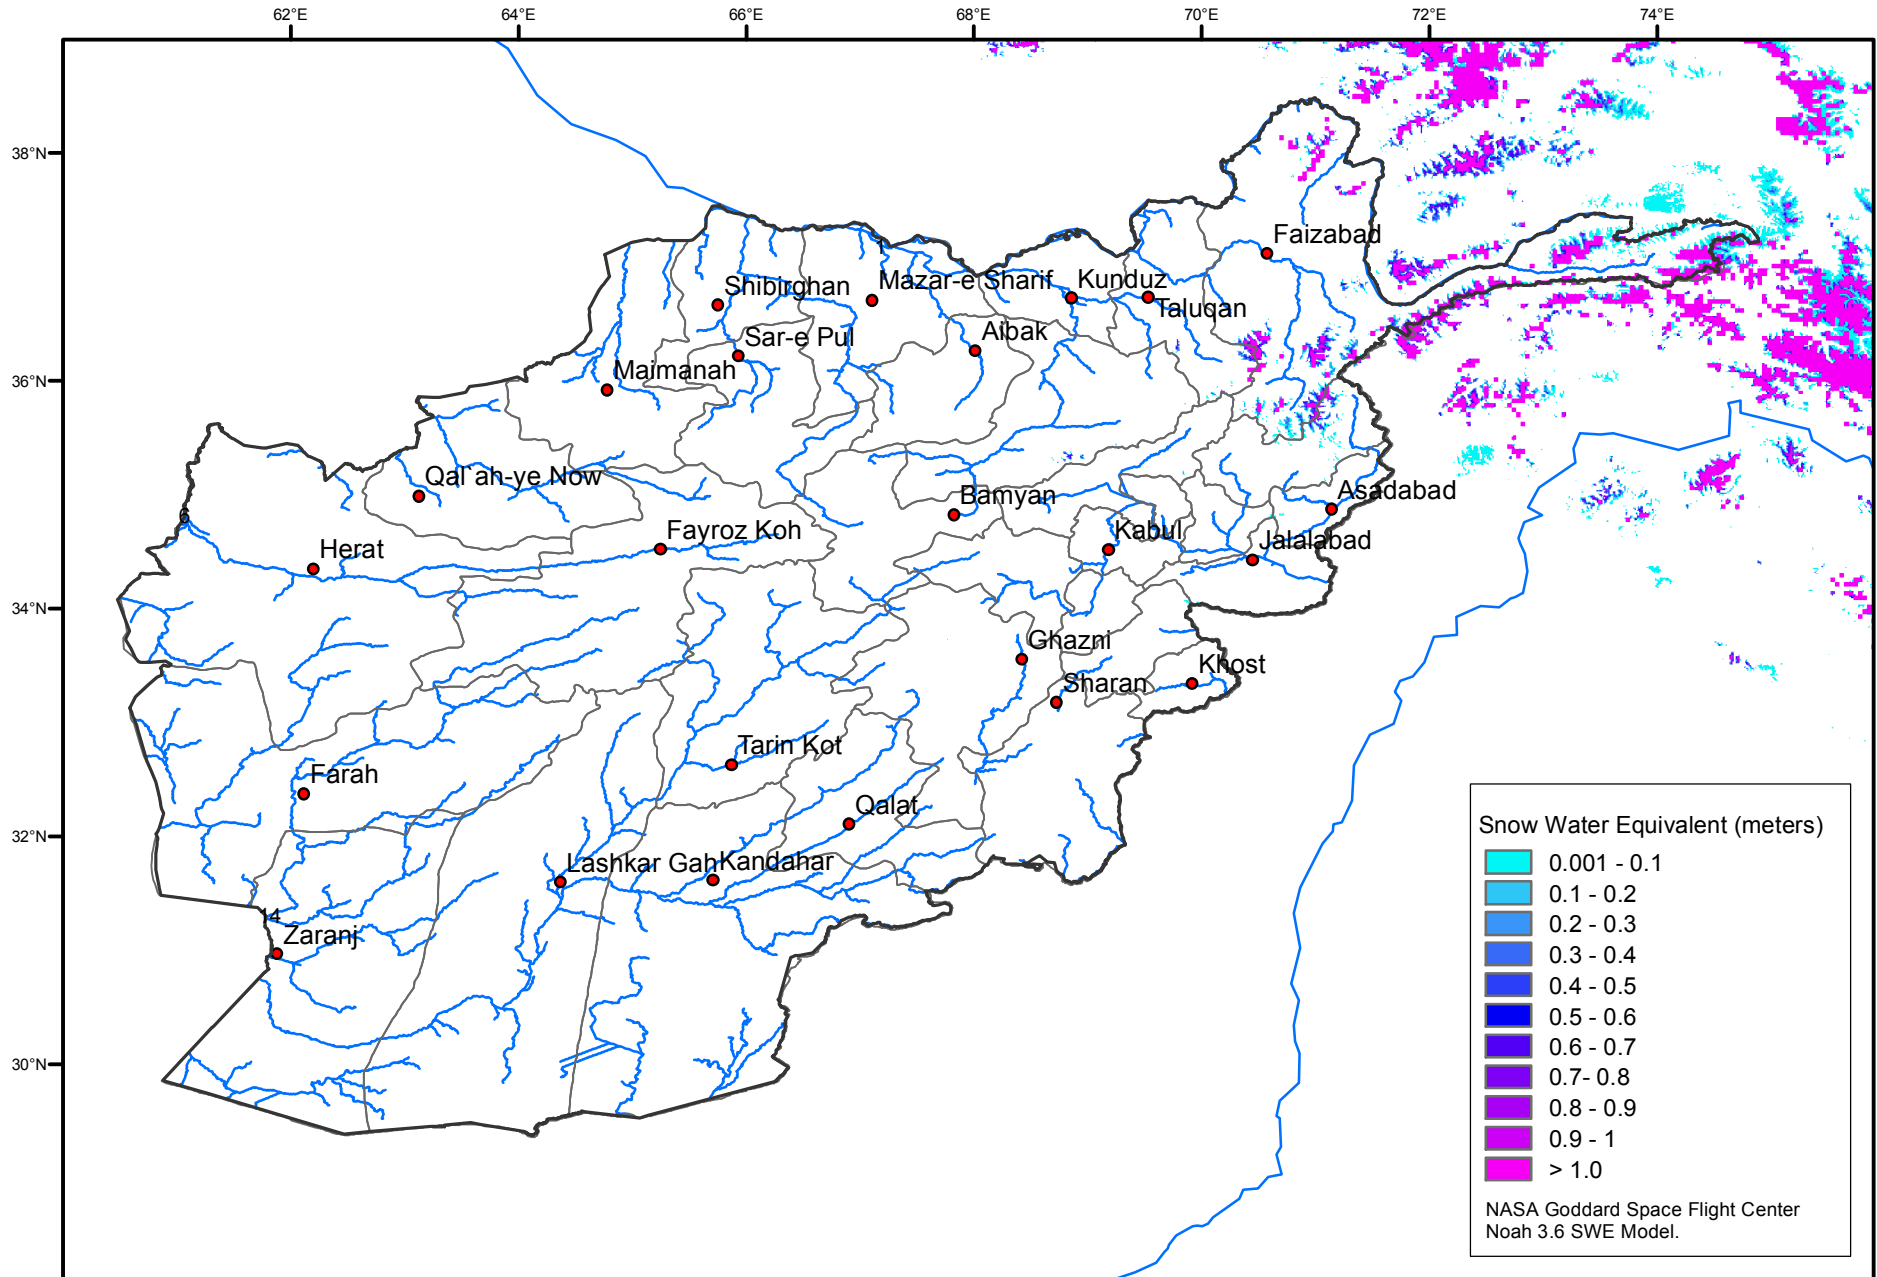 62°E 64°E 66°E 68°E 70°E 72°E 74°E
38°N
Faizabad
Shibirghan
Mazar-e Sharif
Kunduz
Taluqan
Sar-e Pul
Aibak
Maimanah
36°N
Qal`ah-ye Now
Bamyan
Asadabad
6
Fayroz Koh
Kabul
Jalalabad
Herat
34°N
Ghazni
Khost
Sharan
Tarin Kot
Farah
Qalat
32°N
Lashkar Gah
Kandahar
14
Zaranj
30°N
Snow Water Equivalent (meters)
0.001 - 0.1
0.1 - 0.2
0.2 - 0.3
0.3 - 0.4
0.4 - 0.5
0.5 - 0.6
0.6 - 0.7
0.7- 0.8
0.8 - 0.9
0.9 - 1
> 1.0
NASA Goddard Space Flight Center
Noah 3.6 SWE Model.